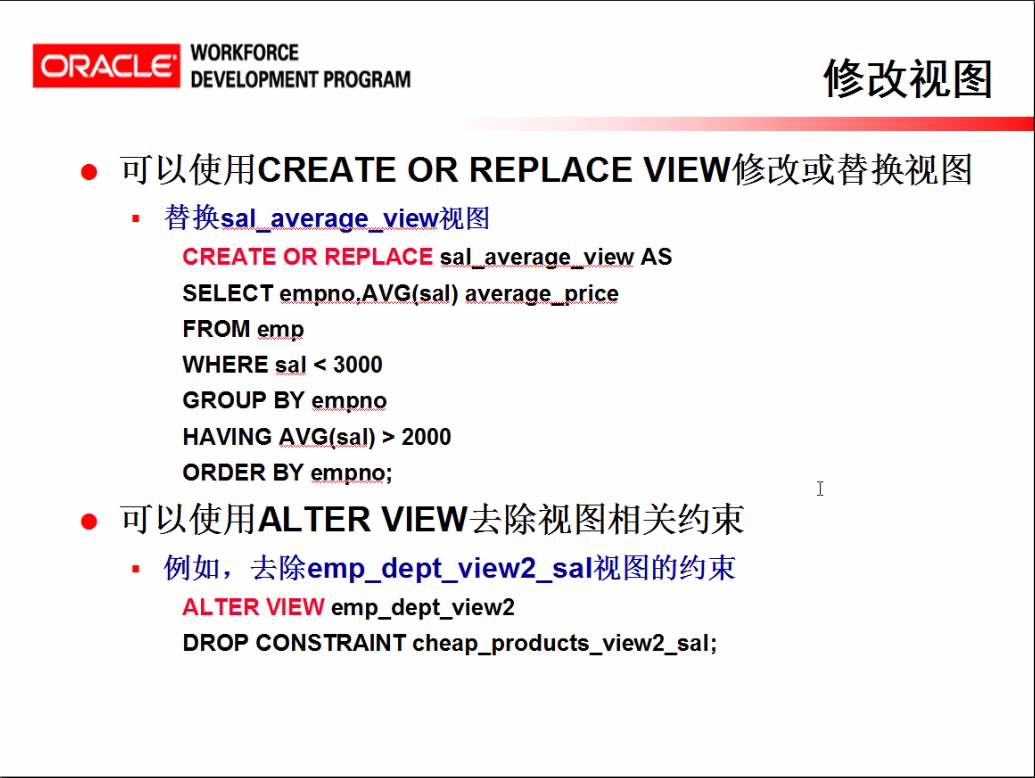 ORACLE WORKFORCE
DEVELOPMENT PROGRAM
修改视图
可以使用CREATE OR REPLACE VIEW修改或替换视图
替换sal_average_view视图
CREATE OR REPLACE sal_average_view AS
SELECT empno,AVG(sal) average_price
FROM emp
WHERE sal < 3000
GROUP BY empno
HAVING AVG(sal) > 2000
ORDER BY empno;
可以使用ALTER VIEW去除视图相关约束
例如，去除emp_dept_view2_sal视图的约束
ALTER VIEW emp_dept_view2
DROP CONSTRAINT cheap_products_view2_sal;